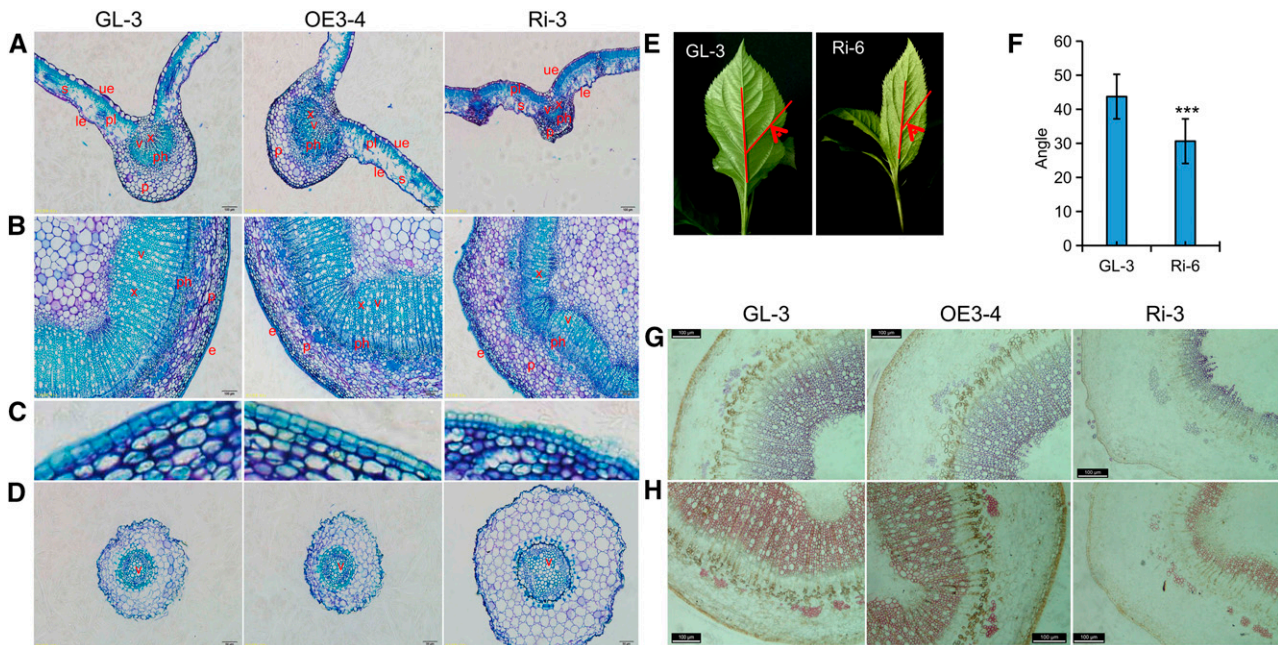 GL-3 OE3-4 Ri-3
A
s ue le pl x v ph p
x v ph pl ue le s
ue pl le s v x ph p
B
v x ph p e
x v ph p e
x v ph p e
C
D
v
v
v
E
GL-3
Ri-6
F
60
50
40
30
20
10
0
Angle
***
GL-3 Ri-6
GL-3 OE3-4 Ri-3
G
100 µm
100 µm
100 µm
H
100 µm
100 µm
100 µm